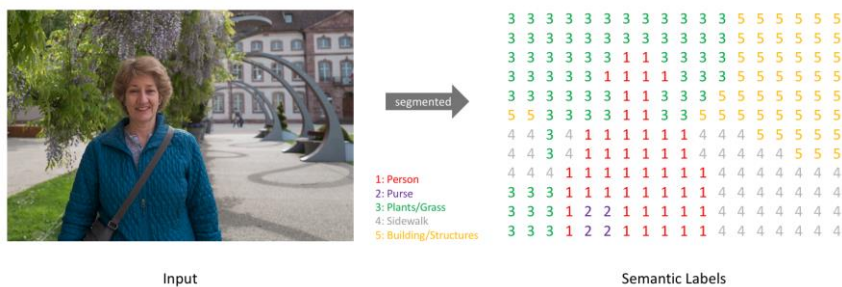 segmented
1: Person
2: Purse
3: Plants/Grass
4: Sidewalk
5: Building/Structures
3 3 3 3 3 3 3 3 3 3 3 3 5 5 5 5 5 5
3 3 3 3 3 3 3 3 3 3 3 3 5 5 5 5 5 5
3 3 3 3 3 3 1 1 3 3 3 3 5 5 5 5 5 5
3 3 3 3 3 1 1 1 1 3 3 3 5 5 5 5 5 5
3 3 3 3 3 3 1 1 3 3 3 3 5 5 5 5 5 5
5 5 3 3 3 3 1 1 3 3 5 5 5 5 5 5 5 5
4 4 3 4 1 1 1 1 1 1 4 4 4 5 5 5 5 5
4 4 3 4 1 1 1 1 1 1 4 4 4 4 4 5 5 5
4 4 4 1 1 1 1 1 1 1 1 4 4 4 4 4 4 4
3 3 3 1 1 1 1 1 1 1 1 4 4 4 4 4 4 4
3 3 3 1 2 2 1 1 1 1 1 4 4 4 4 4 4 4
3 3 3 1 2 2 1 1 1 1 1 4 4 4 4 4 4 4
Input
Semantic Labels